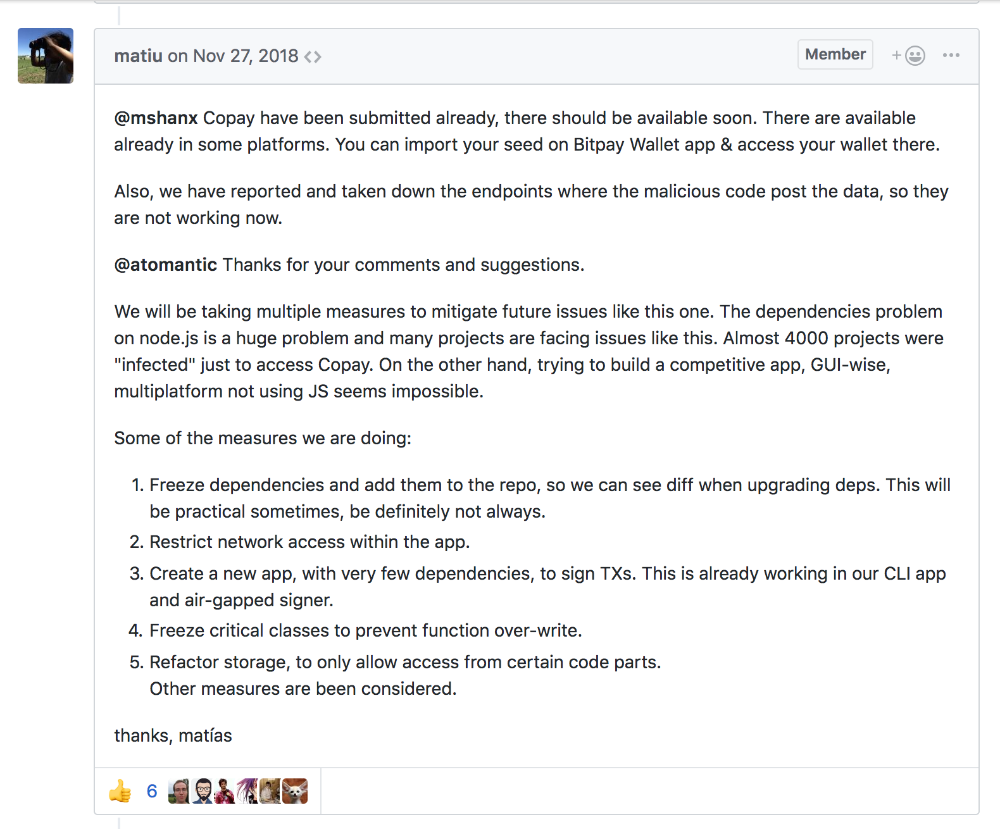 matiu on Nov 27, 2018 <>
Member
@mshanx Copay have been submitted already, there should be available soon. There are available
already in some platforms. You can import your seed on Bitpay Wallet app & access your wallet there.
Also, we have reported and taken down the endpoints where the malicious code post the data, so they
are not working now.
@atomantic Thanks for your comments and suggestions.
We will be taking multiple measures to mitigate future issues like this one. The dependencies problem
on node.js is a huge problem and many projects are facing issues like this. Almost 4000 projects were
"infected" just to access Copay. On the other hand, trying to build a competitive app, GUI-wise,
multiplatform not using JS seems impossible.
Some of the measures we are doing:
1. Freeze dependencies and add them to the repo, so we can see diff when upgrading deps. This will
be practical sometimes, be definitely not always.
2. Restrict network access within the app.
3. Create a new app, with very few dependencies, to sign TXs. This is already working in our CLI app
and air-gapped signer.
4. Freeze critical classes to prevent function over-write.
5. Refactor storage, to only allow access from certain code parts.
Other measures are been considered.
thanks, matías
6